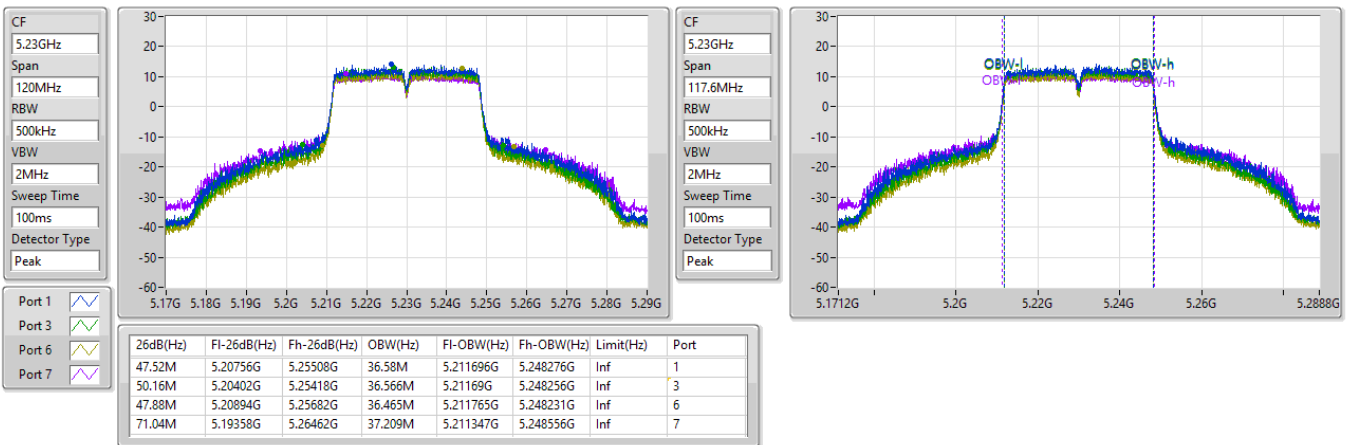 CF
5.23GHz
Span
120MHz
RBW
500kHz
VBW
2MHz
Sweep Time
100ms
Detector Type
Peak
30
20
10
0
-10
-20
-30
-40
-50
-60
5.17G 5.18G 5.19G 5.2G 5.21G 5.22G 5.23G 5.24G 5.25G 5.26G 5.27G 5.28G 5.29G
CF
5.23GHz
Span
117.6MHz
RBW
500kHz
VBW
2MHz
Sweep Time
100ms
Detector Type
Peak
30
20
10
0
-10
-20
-30
-40
-50
-60
OBW-l OBW-h
OBW-l OBW-h
5.1712G 5.2G 5.22G 5.24G 5.26G 5.2888G
Port 1
Port 3
Port 6
Port 7
26dB(Hz) Fl-26dB(Hz) Fh-26dB(Hz) OBW(Hz) Fl-OBW(Hz) Fh-OBW(Hz) Limit(Hz) Port
47.52M 5.20756G 5.25508G 36.58M 5.211696G 5.248276G Inf 1
50.16M 5.20402G 5.25418G 36.566M 5.21169G 5.248256G Inf 3
47.88M 5.20894G 5.25682G 36.465M 5.211765G 5.248231G Inf 6
71.04M 5.19358G 5.26462G 37.209M 5.211347G 5.248556G Inf 7